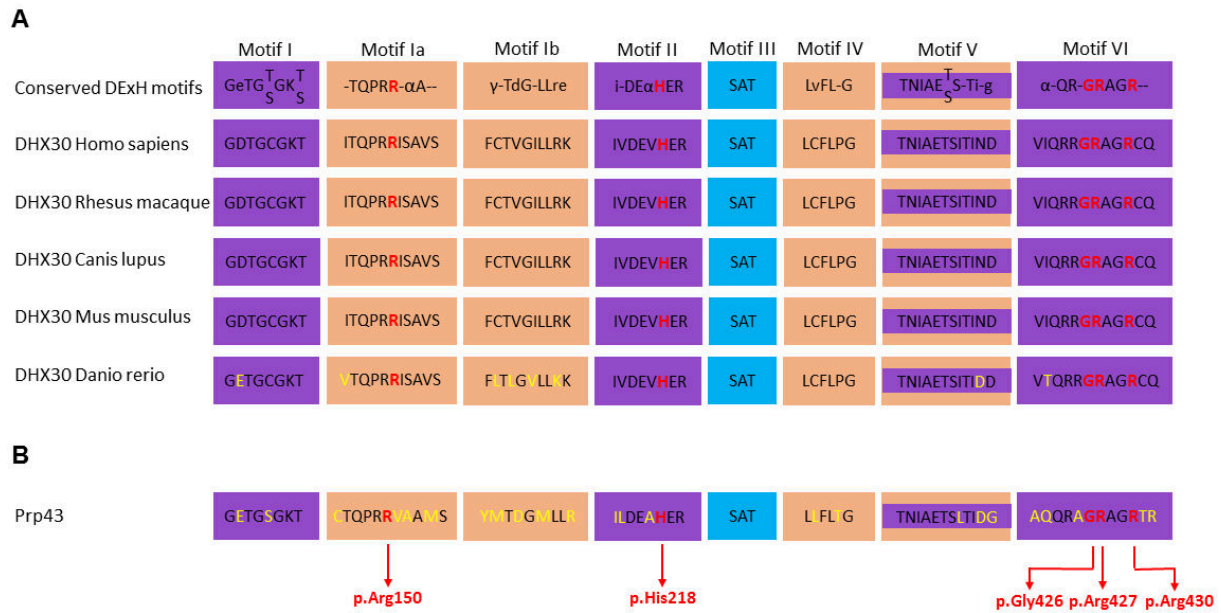 A
Motif I Motif Ia Motif Ib Motif II Motif III Motif IV Motif V Motif VI
Conserved DExH motifs GeTG T/S GK T/S -TQPRR-αA-- γ-TdG-LLre i-DEαHER SAT LvFL-G TNIAE T/S S-Ti-g α-QR-GRAGR--
DHX30 Homo sapiens GDTGCGKT ITQPRRISAVS FCTVGILLRK IVDEVHER SAT LCFLPG TNIAETSITIND VIQRRGRAGRCQ
DHX30 Rhesus macaque GDTGCGKT ITQPRRISAVS FCTVGILLRK IVDEVHER SAT LCFLPG TNIAETSITIND VIQRRGRAGRCQ
DHX30 Canis lupus GDTGCGKT ITQPRRISAVS FCTVGILLRK IVDEVHER SAT LCFLPG TNIAETSITIND VIQRRGRAGRCQ
DHX30 Mus musculus GDTGCGKT ITQPRRISAVS FCTVGILLRK IVDEVHER SAT LCFLPG TNIAETSITIND VIQRRGRAGRCQ
DHX30 Danio rerio GETGCGKT VTQPRRISAVS FLTLGVLLKK IVDEVHER SAT LCFLPG TNIAETSITIDD VTQRRGRAGRCQ
B
Prp43 GETGSGKT CTQPRRVAAMS YMTDGMLLR ILDEAHER SAT LLFLTG TNIAETSLTIDG AQQRAGRAGRTR
p.Arg150 p.His218 p.Gly426 p.Arg427 p.Arg430